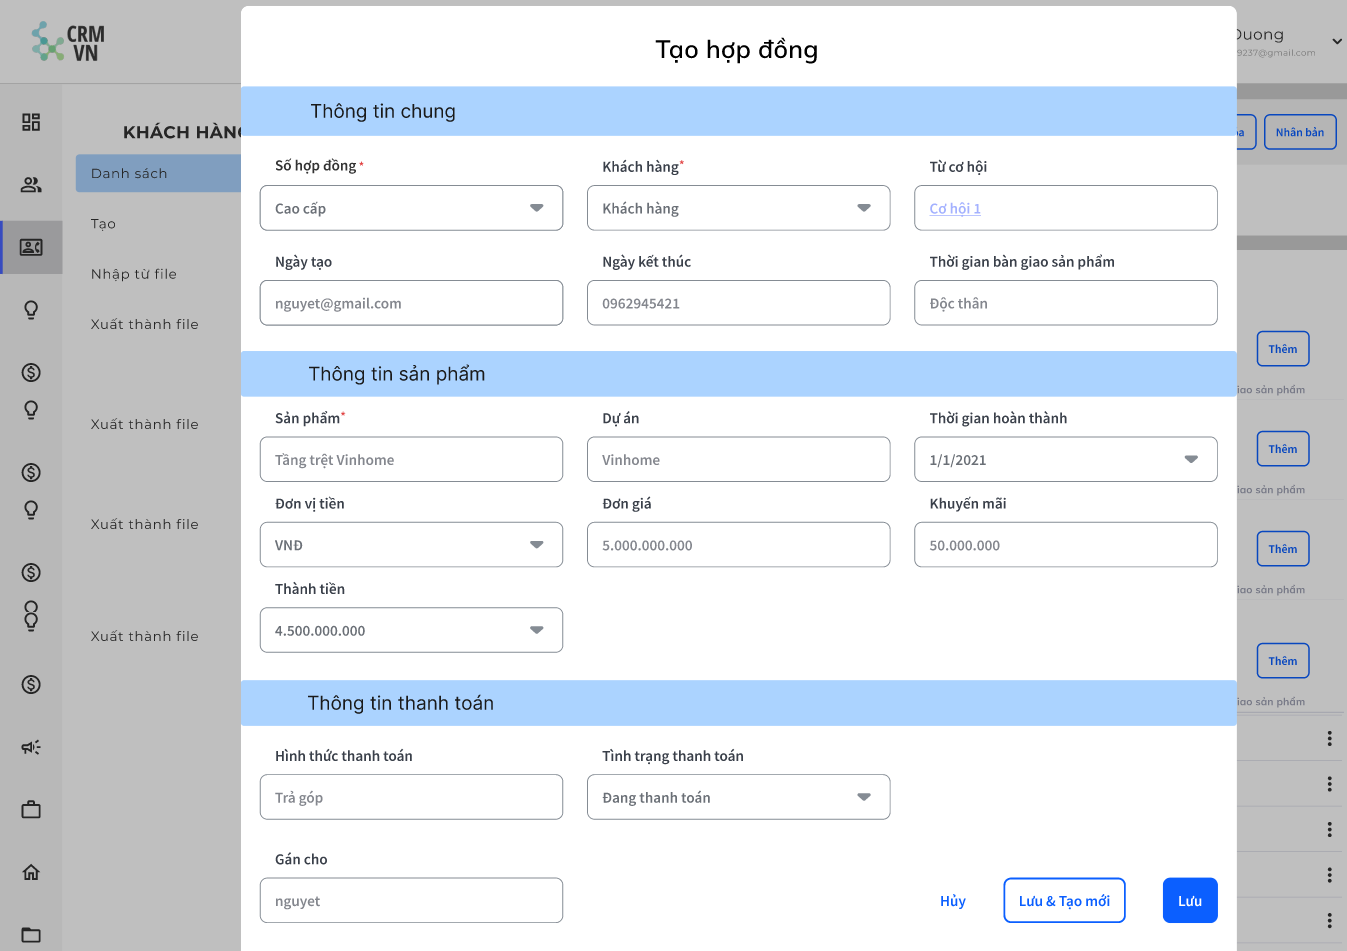 CRM
VN
Duong
9237@gmail.com
KHÁCH HÀN
Danh sách
Tạo
Nhập từ file
Xuất thành file
Xuất thành file
Xuất thành file
Xuất thành file
Nhân bản
Thêm
iao sản phẩm
Thêm
iao sản phẩm
Thêm
iao sản phẩm
Thêm
iao sản phẩm
Tạo hợp đồng
Thông tin chung
Số hợp đồng *
Khách hàng*
Từ cơ hội
Cao cấp
Khách hàng
Cơ hội 1
Ngày tạo
Ngày kết thúc
Thời gian bàn giao sản phẩm
nguyet@gmail.com
0962945421
Độc thân
Thông tin sản phẩm
Sản phẩm*
Dự án
Thời gian hoàn thành
Tầng trệt Vinhome
Vinhome
1/1/2021
Đơn vị tiền
Đơn giá
Khuyến mãi
VNĐ
5.000.000.000
50.000.000
Thành tiền
4.500.000.000
Thông tin thanh toán
Hình thức thanh toán
Tình trạng thanh toán
Trả góp
Đang thanh toán
Gán cho
nguyet
Hủy
Lưu & Tạo mới
Lưu